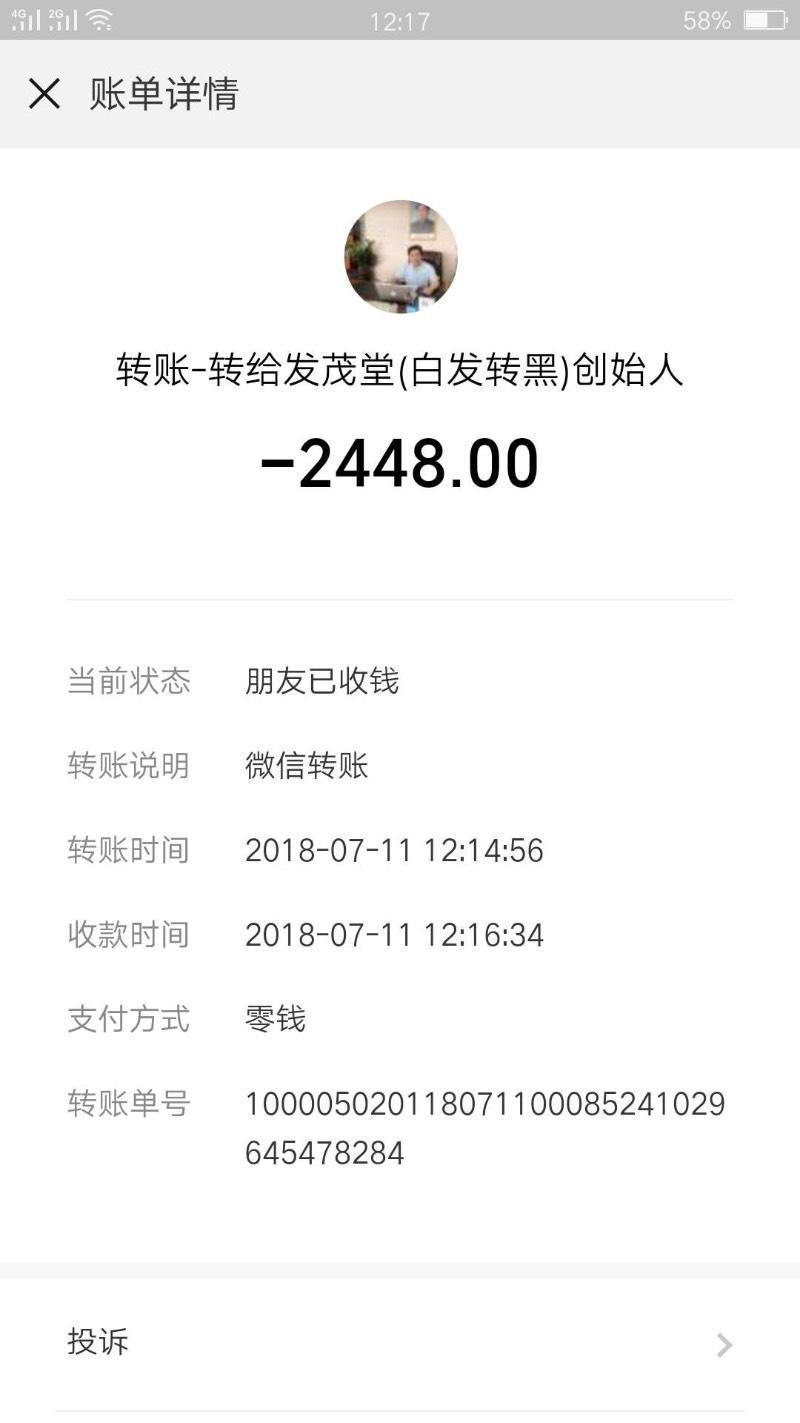 4G 2G 12:17 58%
账单详情
转账-转给发茂堂(白发转黑)创始人
-2448.00
当前状态 朋友已收钱
转账说明 微信转账
转账时间 2018-07-11 12:14:56
收款时间 2018-07-11 12:16:34
支付方式 零钱
转账单号 100005020118071100085241029
645478284
投诉